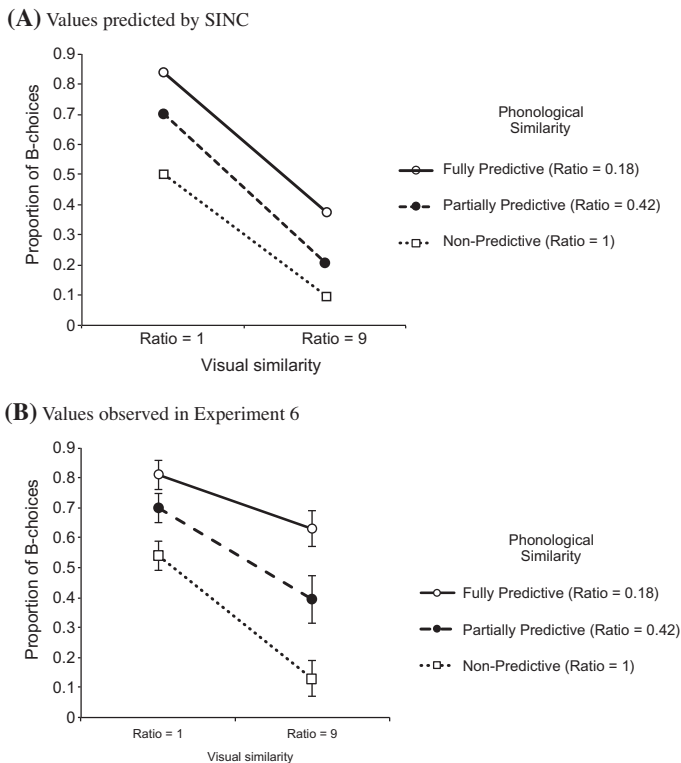 (A) Values predicted by SINC
0.9
0.8
0.7
0.6
0.5
0.4
0.3
0.2
0.1
0
Proportion of B-choices
Ratio = 1
Ratio = 9
Visual similarity
Phonological
Similarity
Fully Predictive (Ratio = 0.18)
Partially Predictive (Ratio = 0.42)
Non-Predictive (Ratio = 1)
(B) Values observed in Experiment 6
0.9
0.8
0.7
0.6
0.5
0.4
0.3
0.2
0.1
0
Proportion of B-choices
Ratio = 1
Ratio = 9
Visual similarity
Phonological
Similarity
Fully Predictive (Ratio = 0.18)
Partially Predictive (Ratio = 0.42)
Non-Predictive (Ratio = 1)